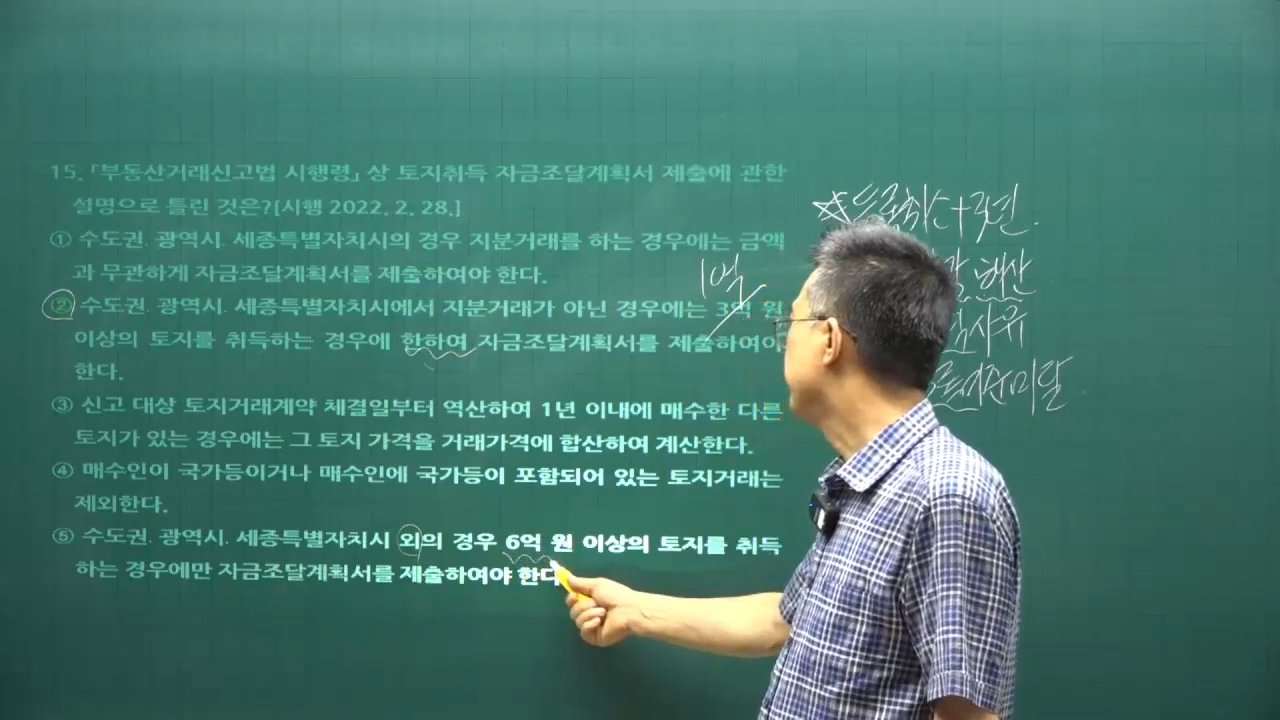 15. 「부동산거래신고법 시행령」 상 토지취득 자금조달계획서 제출에 관한
설명으로 틀린 것은?[시행 2022. 2. 28.]
① 수도권. 광역시. 세종특별자치시의 경우 지분거래를 하는 경우에는 금액
과 무관하게 자금조달계획서를 제출하여야 한다.
② 수도권. 광역시. 세종특별자치시에서 지분거래가 아닌 경우에는 3억 원
이상의 토지를 취득하는 경우에 한하여 자금조달계획서를 제출하여야
한다.
③ 신고 대상 토지거래계약 체결일부터 역산하여 1년 이내에 매수한 다른
토지가 있는 경우에는 그 토지 가격을 거래가격에 합산하여 계산한다.
④ 매수인이 국가등이거나 매수인에 국가등이 포함되어 있는 토지거래는
제외한다.
⑤ 수도권. 광역시. 세종특별자치시 외의 경우 6억 원 이상의 토지를 취득
하는 경우에만 자금조달계획서를 제출하여야 한다
1억
등록취소+3년.
해산
사유
미달